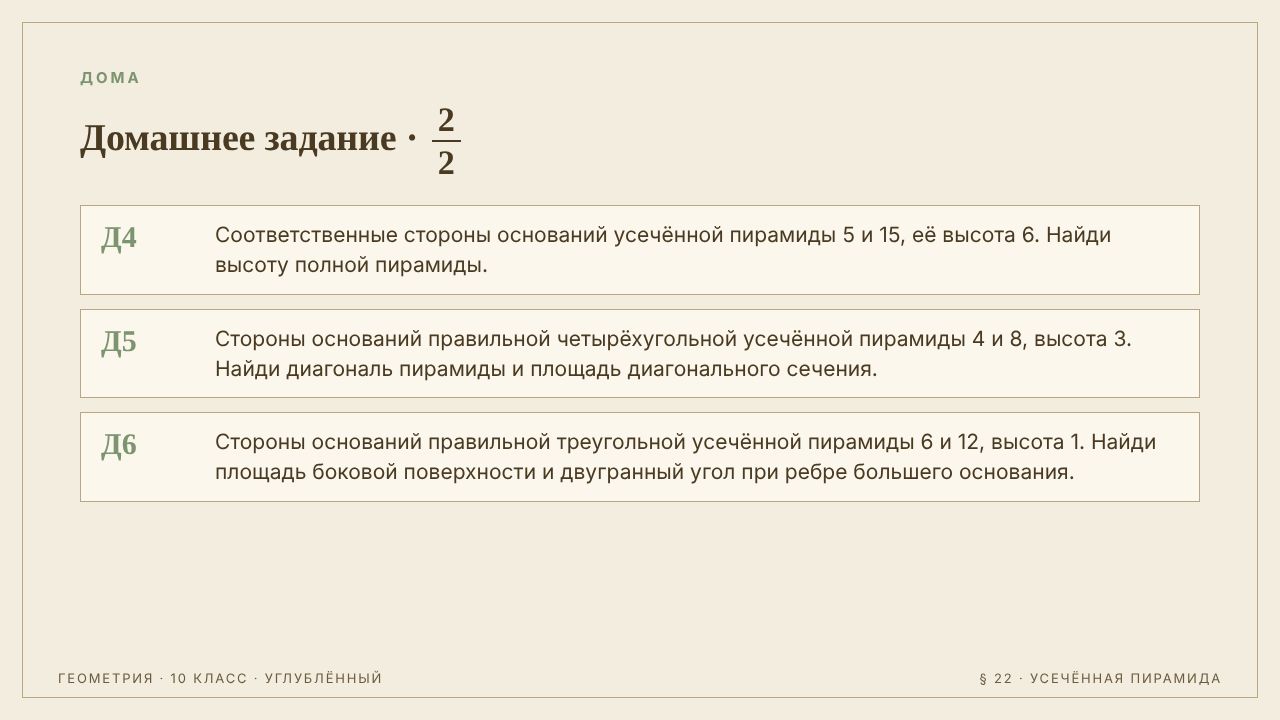 ДОМА
Домашнее задание · 2/2
Д4
Соответственные стороны оснований усечённой пирамиды 5 и 15, её высота 6. Найди
высоту полной пирамиды.
Д5
Стороны оснований правильной четырёхугольной усечённой пирамиды 4 и 8, высота 3.
Найди диагональ пирамиды и площадь диагонального сечения.
Д6
Стороны оснований правильной треугольной усечённой пирамиды 6 и 12, высота 1. Найди
площадь боковой поверхности и двугранный угол при ребре большего основания.
ГЕОМЕТРИЯ · 10 КЛАСС · УГЛУБЛЁННЫЙ
§ 22 · УСЕЧЁННАЯ ПИРАМИДА